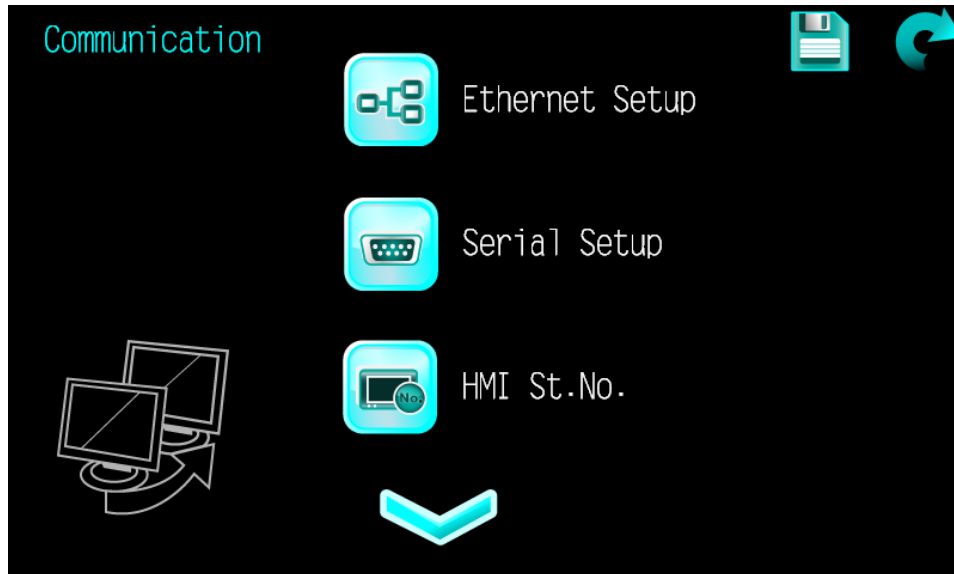 Communication
Ethernet Setup
Serial Setup
No.
HMI St.No.